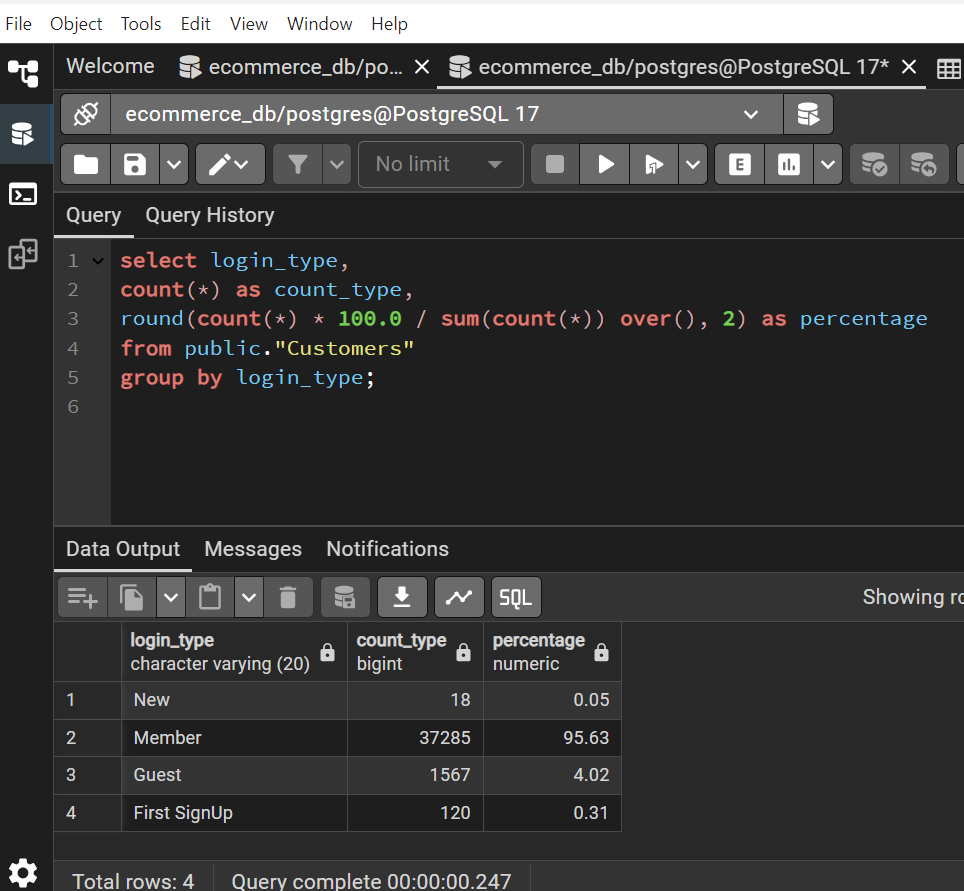 File Object Tools Edit View Window Help
Welcome ecommerce_db/po... ecommerce_db/postgres@PostgreSQL 17*
ecommerce_db/postgres@PostgreSQL 17
No limit E
Query Query History
1 select login_type,
2 count(*) as count_type,
3 round(count(*) * 100.0 / sum(count(*)) over(), 2) as percentage
4 from public."Customers"
5 group by login_type;
6
Data Output Messages Notifications
SQL Showing ro
login_type count_type percentage
character varying (20) bigint numeric
1 New 18 0.05
2 Member 37285 95.63
3 Guest 1567 4.02
4 First SignUp 120 0.31
Total rows: 4 Query complete 00:00:00.247